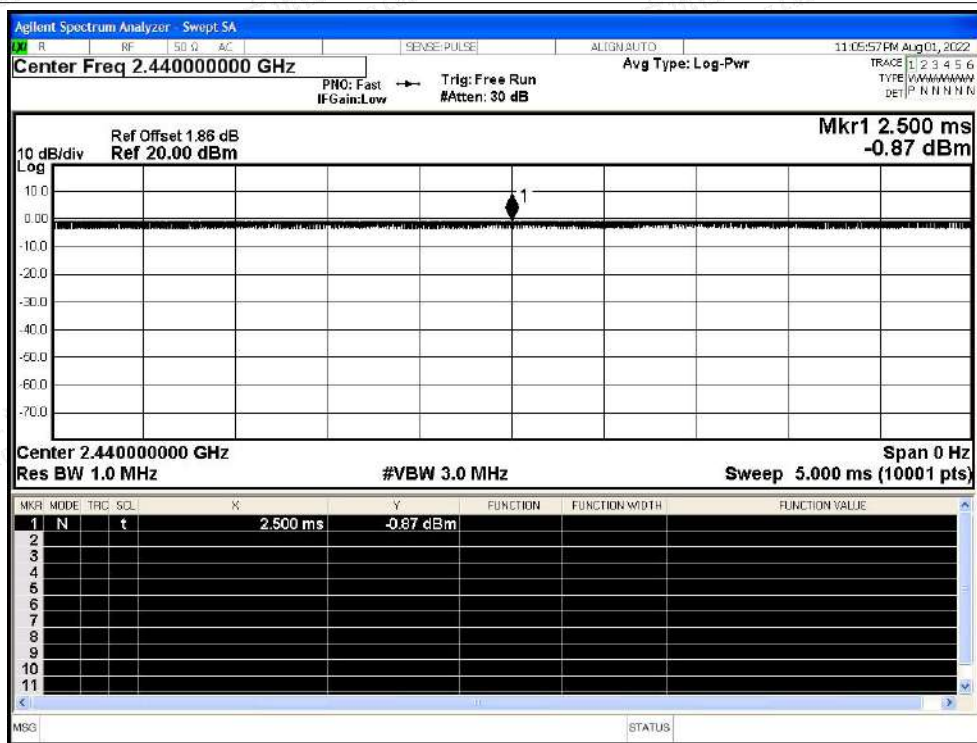 Agilent Spectrum Analyzer - Swept SA
LXI R RF 50 Ω AC SENSE:PULSE ALIGN AUTO 11:05:57 PM Aug 01, 2022
Center Freq 2.440000000 GHz
PNO: Fast
IFGain:Low
Trig: Free Run
#Atten: 30 dB
Avg Type: Log-Pwr
TRACE 1 2 3 4 5 6
TYPE
DET P N N N N N
Mkr1 2.500 ms
-0.87 dBm
Ref Offset 1.86 dB
10 dB/div Ref 20.00 dBm
Log
10.0
1
0.00
-10.0
-20.0
-30.0
-40.0
-50.0
-60.0
-70.0
Center 2.440000000 GHz Span 0 Hz
Res BW 1.0 MHz #VBW 3.0 MHz Sweep 5.000 ms (10001 pts)
MKR MODE TRC SCL X Y FUNCTION FUNCTION WIDTH FUNCTION VALUE
1 N t 2.500 ms -0.87 dBm
2
3
4
5
6
7
8
9
10
11
MSG STATUS